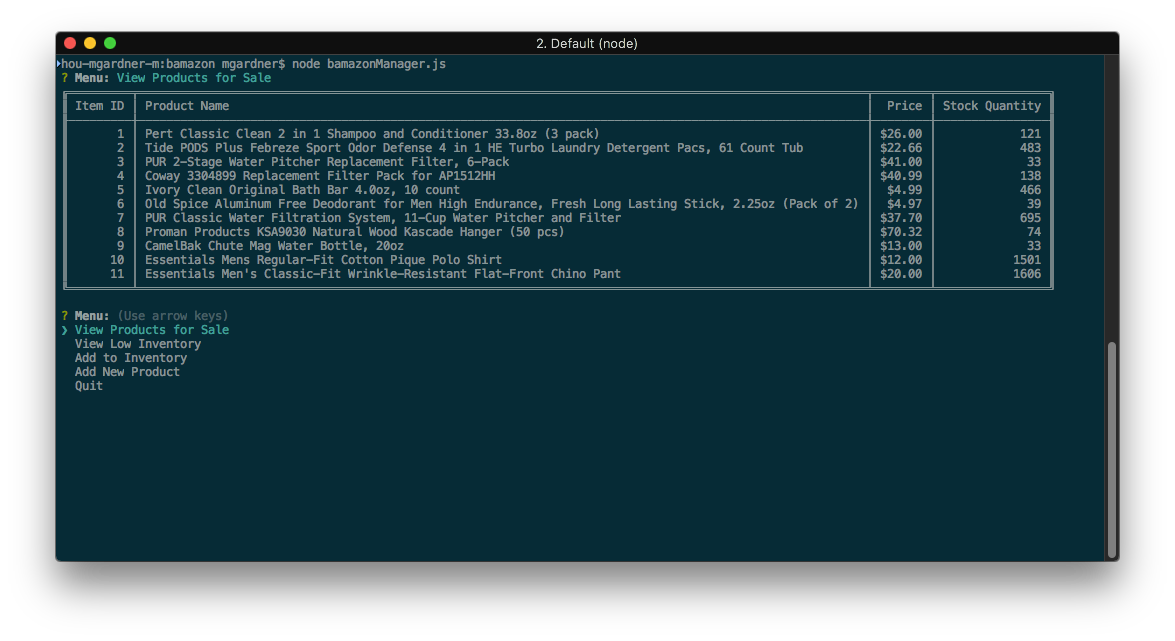 2. Default (node)
hou-mgardner-m:bamazon mgardner$ node bamazonManager.js
? Menu: View Products for Sale
Item ID Product Name Price Stock Quantity
1 Pert Classic Clean 2 in 1 Shampoo and Conditioner 33.8oz (3 pack) $26.00 121
2 Tide PODS Plus Febreze Sport Odor Defense 4 in 1 HE Turbo Laundry Detergent Pacs, 61 Count Tub $22.66 483
3 PUR 2-Stage Water Pitcher Replacement Filter, 6-Pack $41.00 33
4 Coway 3304899 Replacement Filter Pack for AP1512HH $40.99 138
5 Ivory Clean Original Bath Bar 4.0oz, 10 count $4.99 466
6 Old Spice Aluminum Free Deodorant for Men High Endurance, Fresh Long Lasting Stick, 2.25oz (Pack of 2) $4.97 39
7 PUR Classic Water Filtration System, 11-Cup Water Pitcher and Filter $37.70 695
8 Proman Products KSA9030 Natural Wood Kascade Hanger (50 pcs) $70.32 74
9 CamelBak Chute Mag Water Bottle, 20oz $13.00 33
10 Essentials Mens Regular-Fit Cotton Pique Polo Shirt $12.00 1501
11 Essentials Men's Classic-Fit Wrinkle-Resistant Flat-Front Chino Pant $20.00 1606
? Menu: (Use arrow keys)
❯ View Products for Sale
View Low Inventory
Add to Inventory
Add New Product
Quit